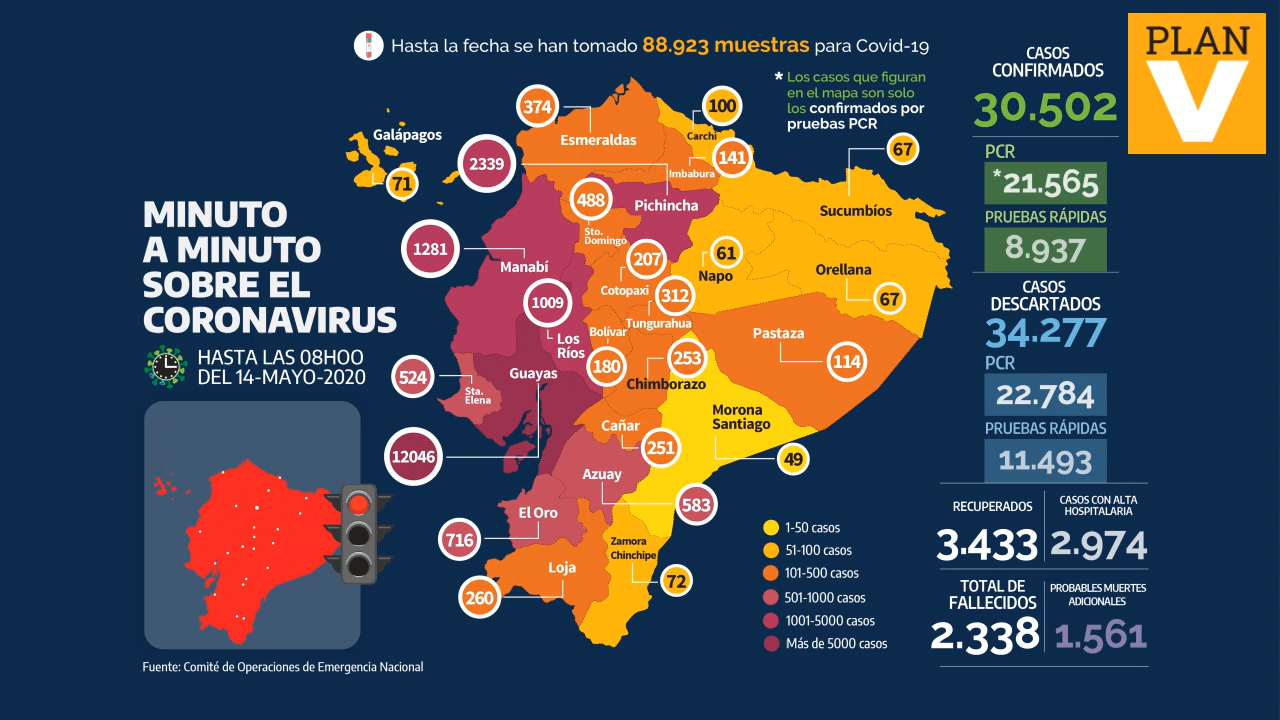 Hasta la fecha se han tomado 88.923 muestras para Covid-19
PLAN
V
* Los casos que figuran
en el mapa son solo
los confirmados por
pruebas PCR
MINUTO
A MINUTO
SOBRE EL
CORONAVIRUS
HASTA LAS 08H00
DEL 14-MAYO-2020
Galápagos
71
374
Esmeraldas
100
Carchi
141
Imbabura
67
Sucumbíos
2339
Pichincha
488
Sto.
Domingo
1281
Manabí
207
Cotopaxi
61
Napo
Orellana
67
1009
Los
Ríos
312
Tungurahua
Bolívar
180
253
Chimborazo
Pastaza
114
524
Sta.
Elena
Guayas
12046
Cañar
251
Morona
Santiago
49
Azuay
583
El Oro
716
Zamora
Chinchipe
72
Loja
260
1-50 casos
51-100 casos
101-500 casos
501-1000 casos
1001-5000 casos
Más de 5000 casos
CASOS
CONFIRMADOS
30.502
PCR
*21.565
PRUEBAS RÁPIDAS
8.937
CASOS
DESCARTADOS
34.277
PCR
22.784
PRUEBAS RÁPIDAS
11.493
RECUPERADOS
3.433
CASOS CON ALTA
HOSPITALARIA
2.974
TOTAL DE
FALLECIDOS
2.338
PROBABLES MUERTES
ADICIONALES
1.561
Fuente: Comité de Operaciones de Emergencia Nacional